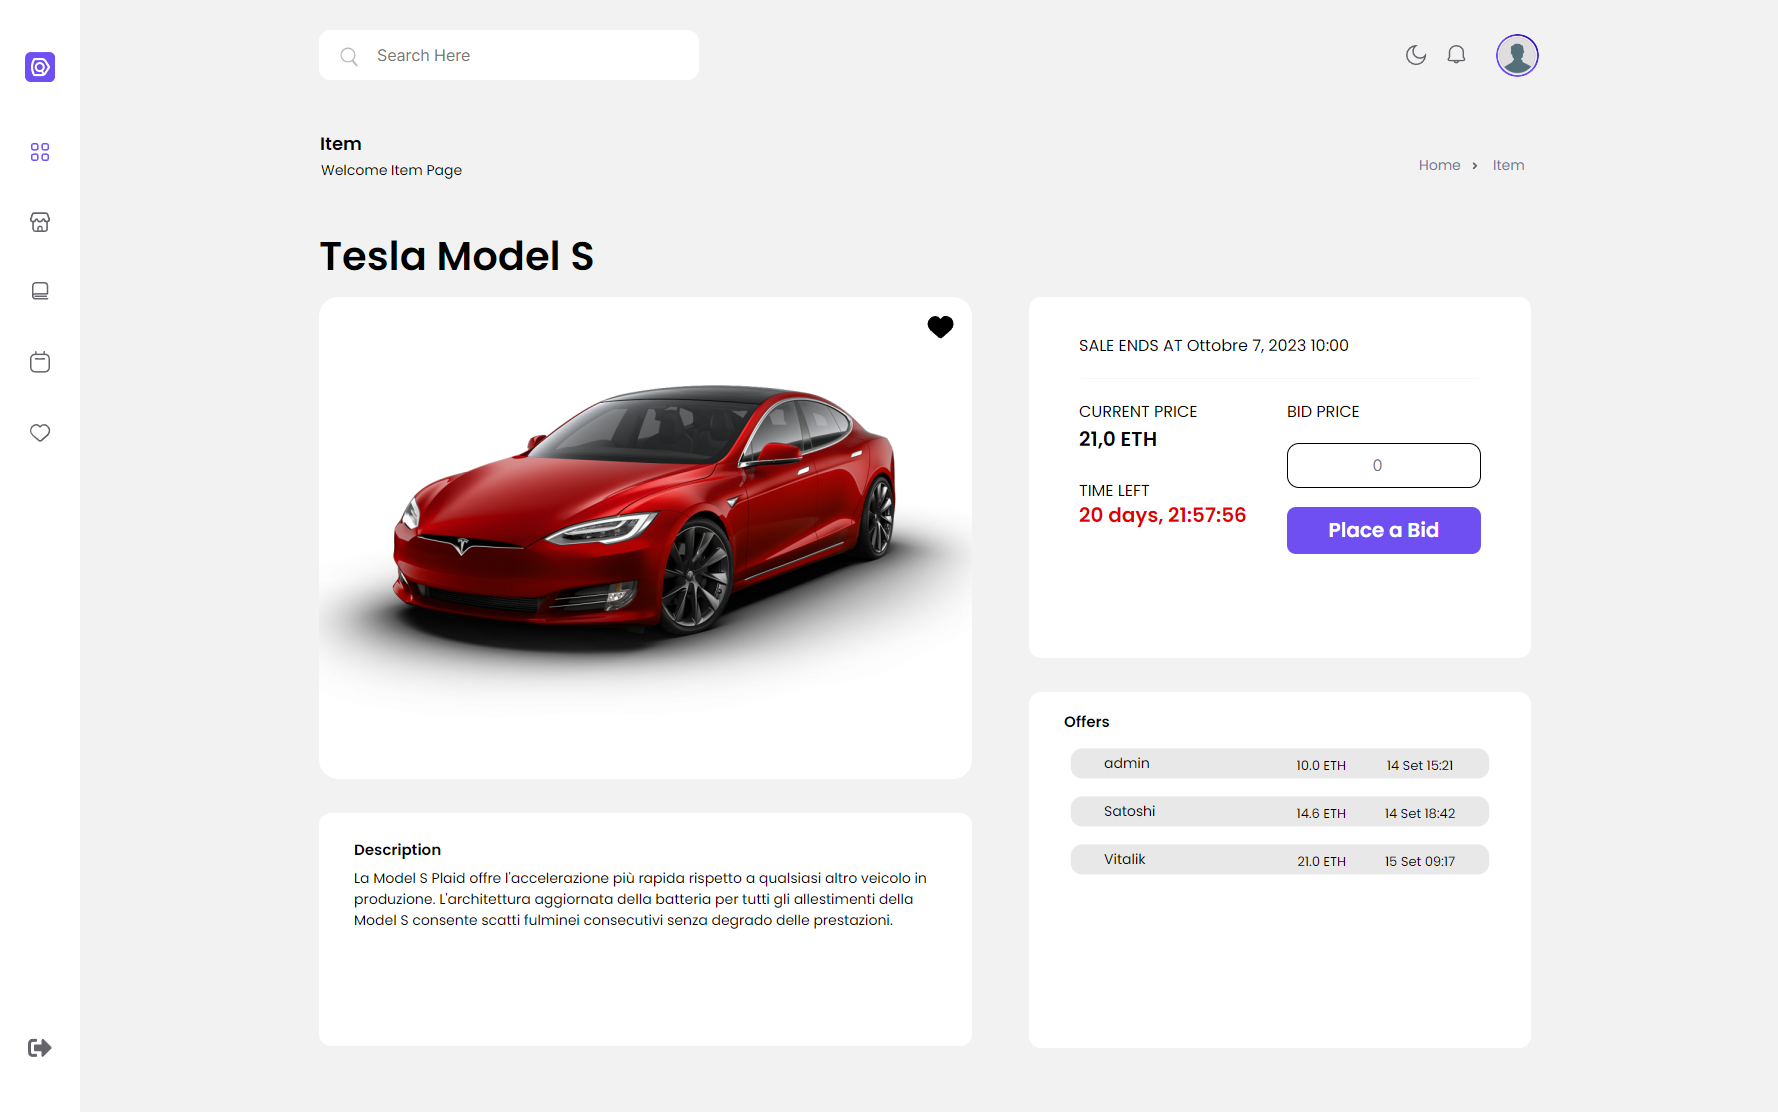 Search Here
Item
Welcome Item Page
Home
Item
Tesla Model S
SALE ENDS AT Ottobre 7, 2023 10:00
CURRENT PRICE
21,0 ETH
BID PRICE
0
TIME LEFT
20 days, 21:57:56
Place a Bid
Offers
admin 10.0 ETH 14 Set 15:21
Satoshi 14.6 ETH 14 Set 18:42
Vitalik 21.0 ETH 15 Set 09:17
Description
La Model S Plaid offre l'accelerazione più rapida rispetto a qualsiasi altro veicolo in
produzione. L'architettura aggiornata della batteria per tutti gli allestimenti della
Model S consente scatti fulminei consecutivi senza degrado delle prestazioni.